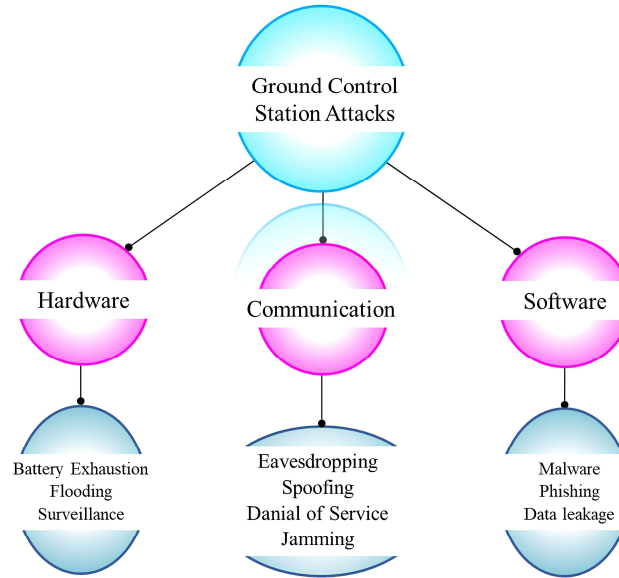 Ground Control
Station Attacks
Hardware
Communication
Software
Battery Exhaustion
Flooding
Surveillance
Eavesdropping
Spoofing
Danial of Service
Jamming
Malware
Phishing
Data leakage